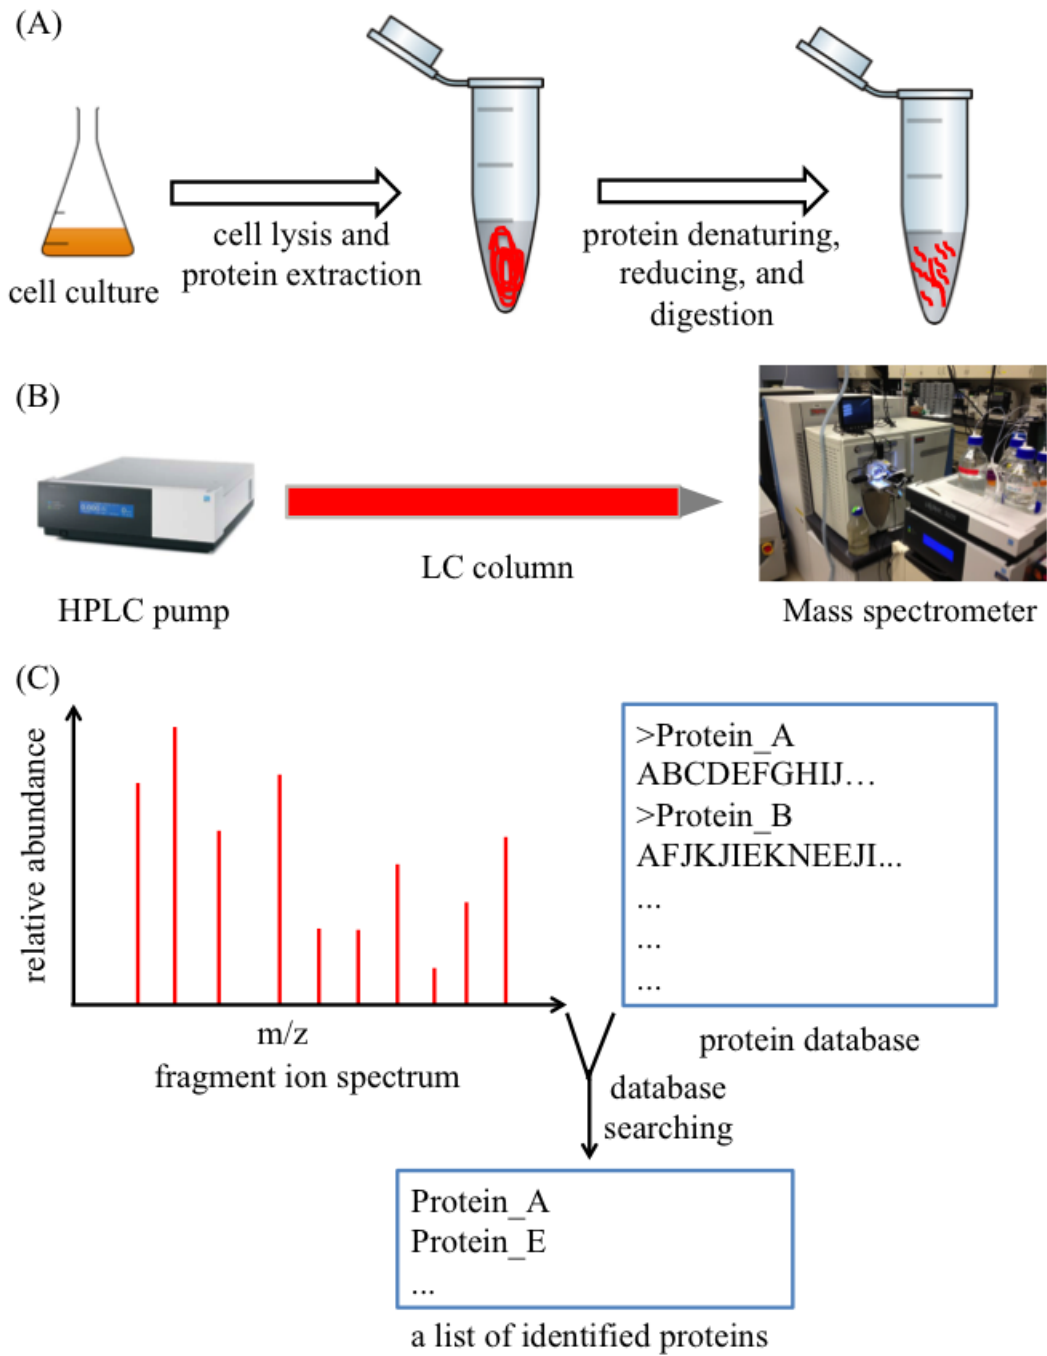 (A)
cell culture
cell lysis and
protein extraction
protein denaturing,
reducing, and
digestion
(B)
HPLC pump
LC column
Mass spectrometer
(C)
relative abundance
m/z
fragment ion spectrum
>Protein_A
ABCDEFGHIJ...
>Protein_B
AFJKJIEKNEEJI...
...
...
...
protein database
database
searching
Protein_A
Protein_E
...
a list of identified proteins